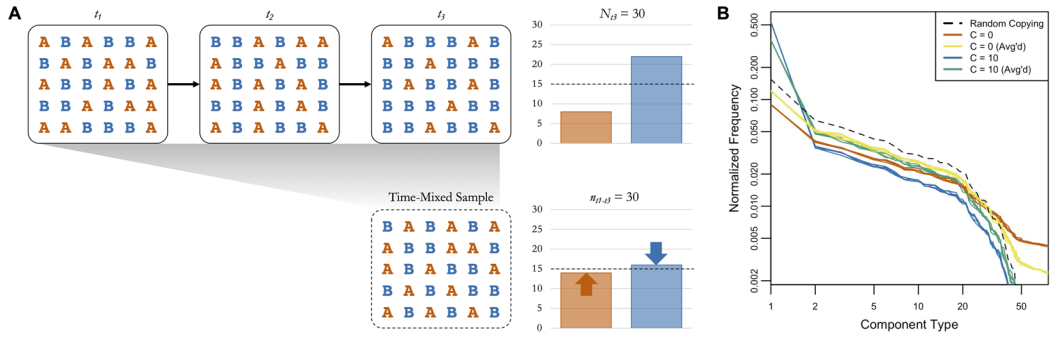 A
t1
t2
t3
A B A B B A
B A B A A B
A B B A B A
B B A B A B
A A B B B A
B B A B A A
A B B A B B
B B A B A B
B A B A B B
A B A B B A
A B B A B B
B A B B B A
B B B B A B
B B A B B B
B B A B B A
Nt3 = 30
30
25
20
15
10
5
0
Time-Mixed Sample
B A B A B A
A B B A A B
A B A B B A
B A B A B B
A B A B A B
nt1-t3 = 30
30
25
20
15
10
5
0
B
Random Copying
C = 0
C = 0 (Avg'd)
C = 10
C = 10 (Avg'd)
Normalized Frequency
0.500
0.200
0.100
0.050
0.020
0.010
0.005
0.002
1
2
5
10
20
50
Component Type